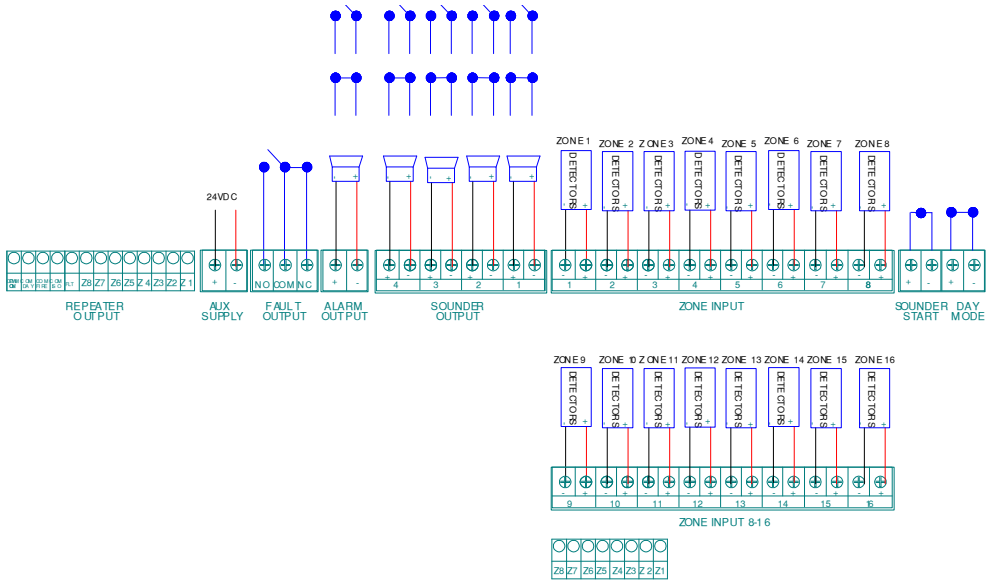 ZONE 1 ZONE 2 ZONE 3 ZONE 4 ZONE 5 ZONE 6 ZONE 7 ZONE 8
DETECTORS DETECTORS DETECTORS DETECTORS DETECTORS DETECTORS DETECTORS DETECTORS
- + - + - + - + - + - + - + - +
24VDC
FLT Z8 Z7 Z6 Z5 Z4 Z3 Z2 Z1
+ -
NO COM NC
+ -
+ - + - + - + -
4 3 2 1
- + - + - + - + - + - + - + - +
1 2 3 4 5 6 7 8
+ - + -
REPEATER OUTPUT
AUX SUPPLY
FAULT OUTPUT
ALARM OUTPUT
SOUNDER OUTPUT
ZONE INPUT
SOUNDER START
DAY MODE
ZONE 9 ZONE 10 ZONE 11 ZONE 12 ZONE 13 ZONE 14 ZONE 15 ZONE 16
DETECTORS DETECTORS DETECTORS DETECTORS DETECTORS DETECTORS DETECTORS DETECTORS
- + - + - + - + - + - + - + - +
9 10 11 12 13 14 15 16
ZONE INPUT 8-16
Z8 Z7 Z6 Z5 Z4 Z3 Z2 Z1